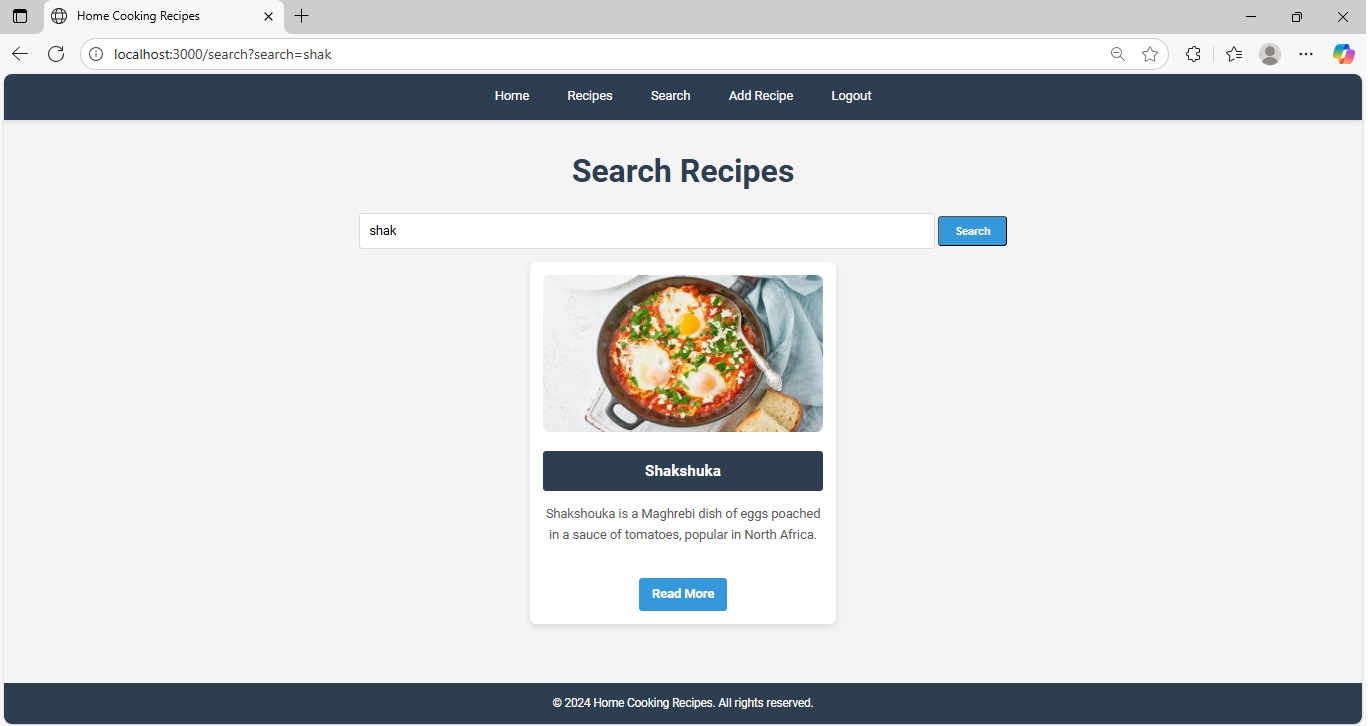 Home Cooking Recipes
localhost:3000/search?search=shak
Home Recipes Search Add Recipe Logout
Search Recipes
shak Search
Shakshuka
Shakshouka is a Maghrebi dish of eggs poached
in a sauce of tomatoes, popular in North Africa.
Read More
© 2024 Home Cooking Recipes. All rights reserved.